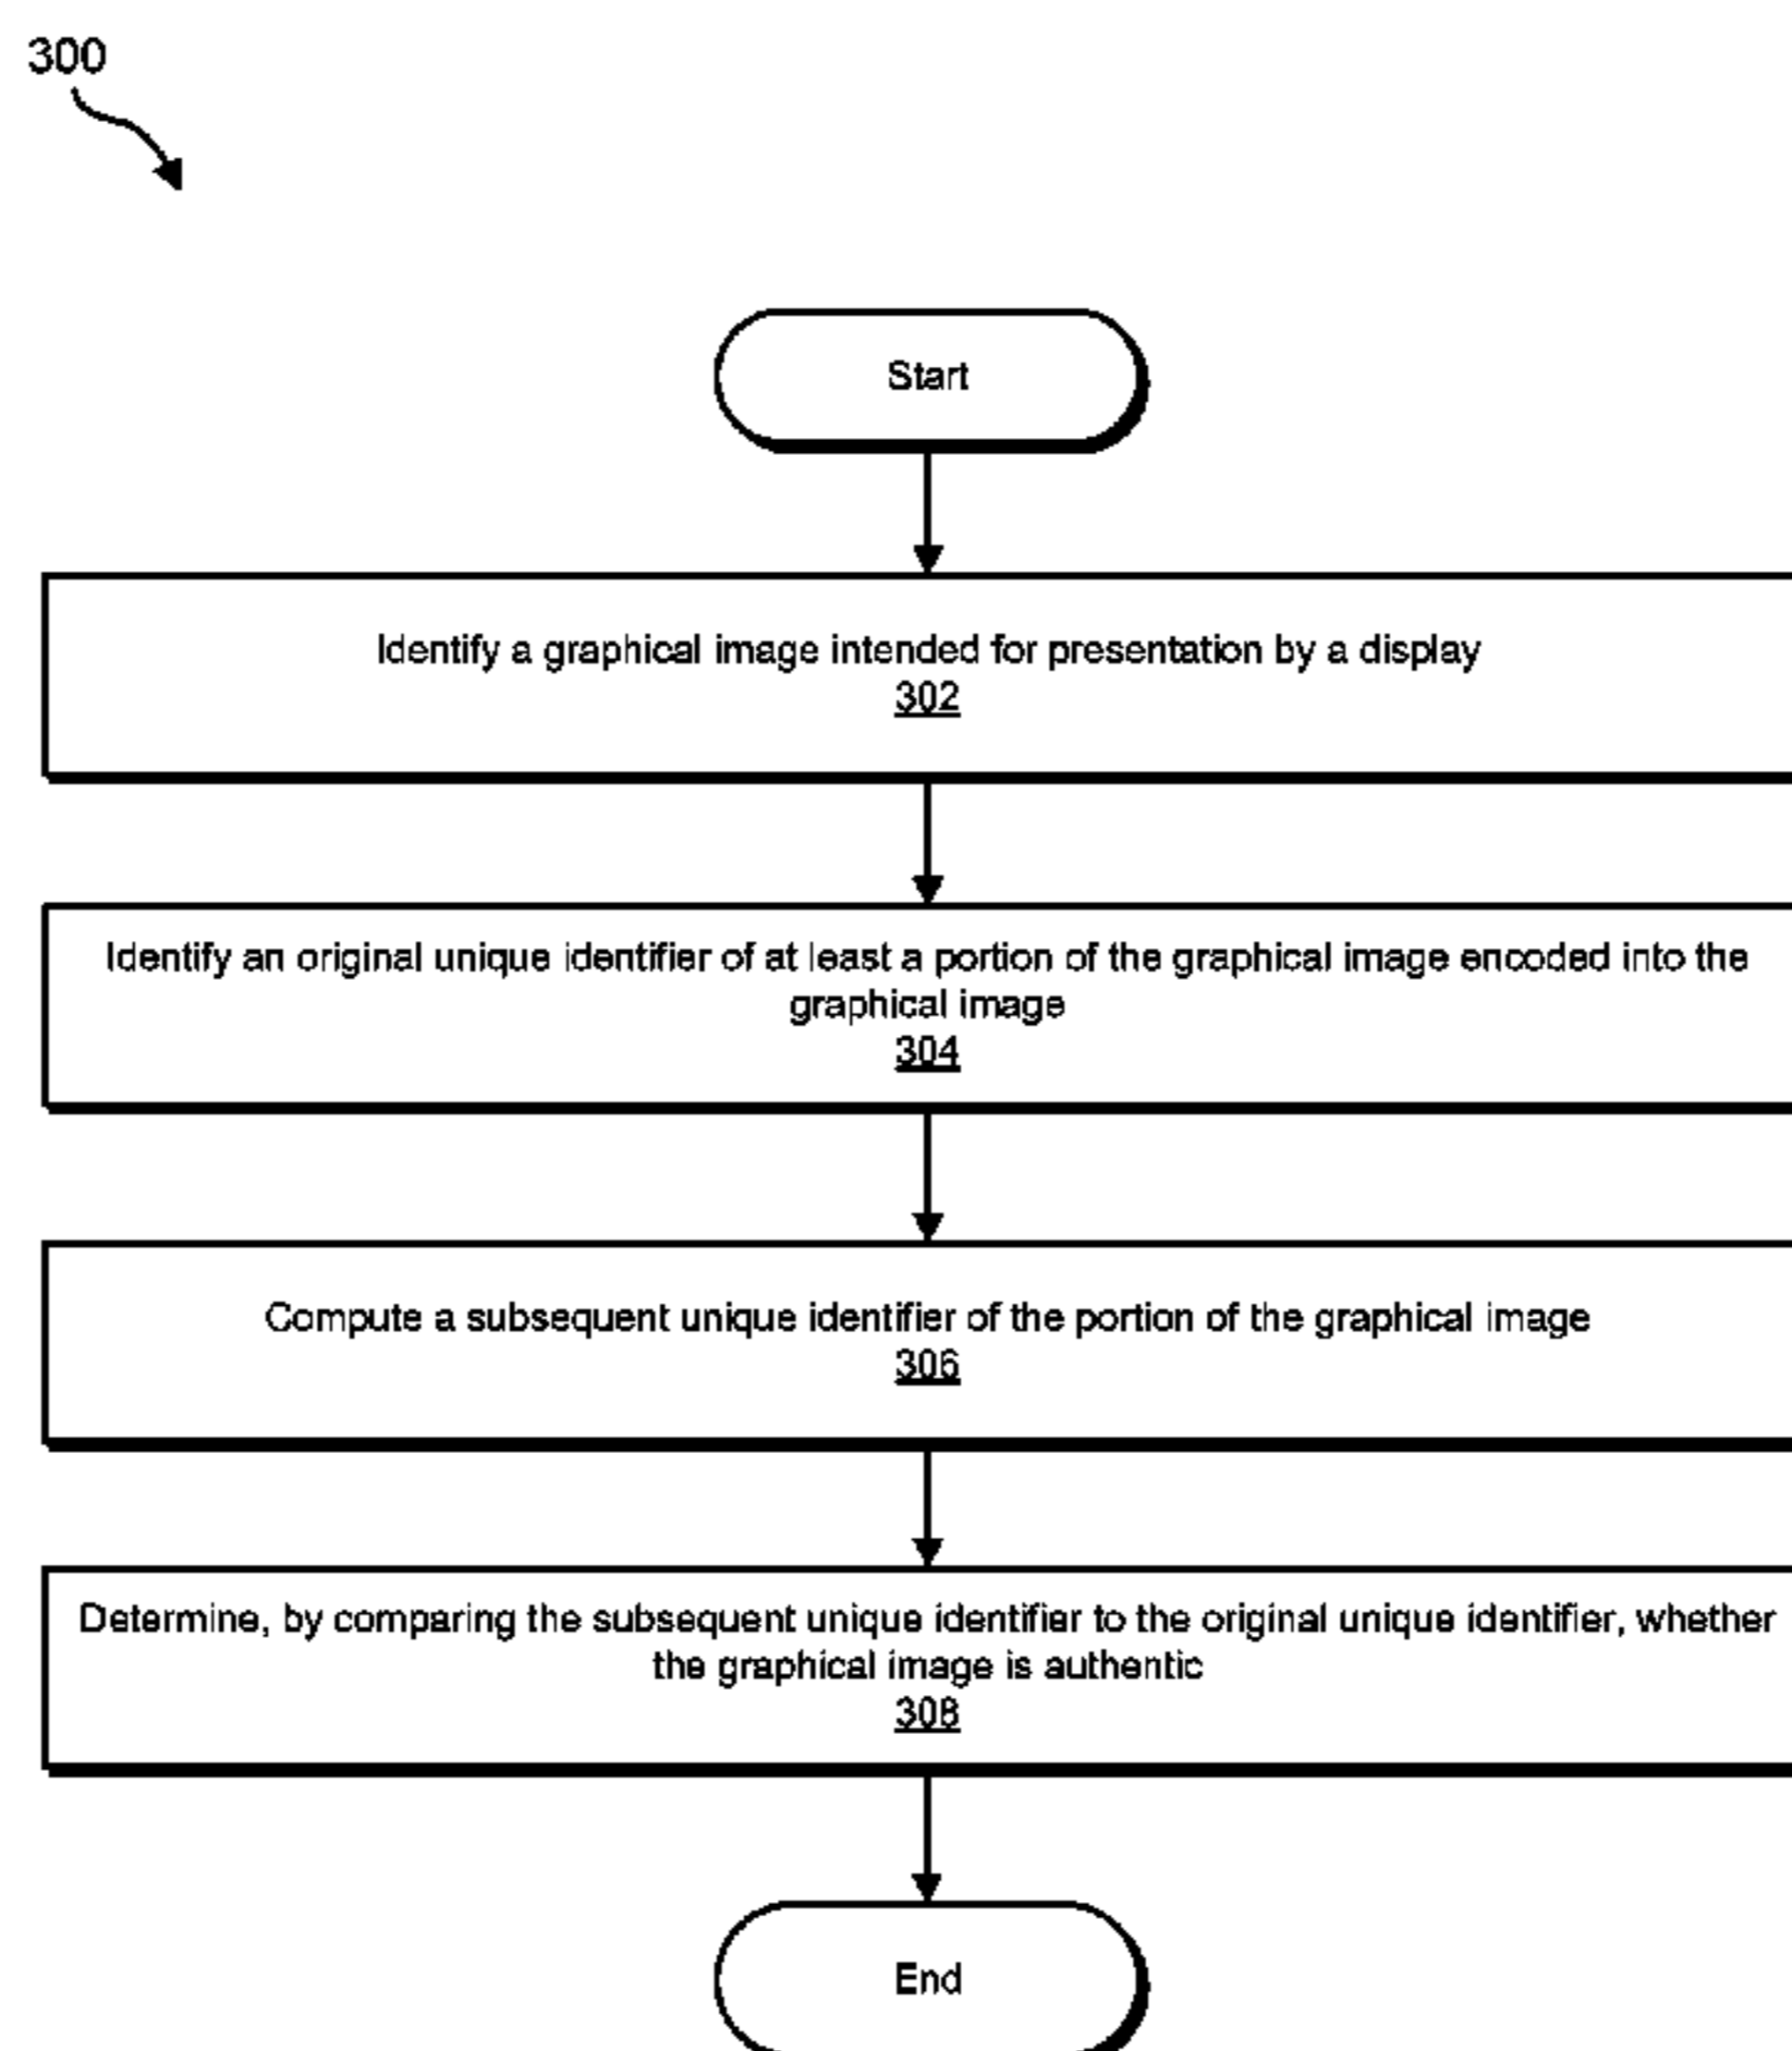 300
Start
Identify a graphical image intended for presentation by a display
302
Identify an original unique identifier of at least a portion of the graphical image encoded into the
graphical image
304
Compute a subsequent unique identifier of the portion of the graphical image
306
Determine, by comparing the subsequent unique identifier to the original unique identifier, whether
the graphical image is authentic
308
End